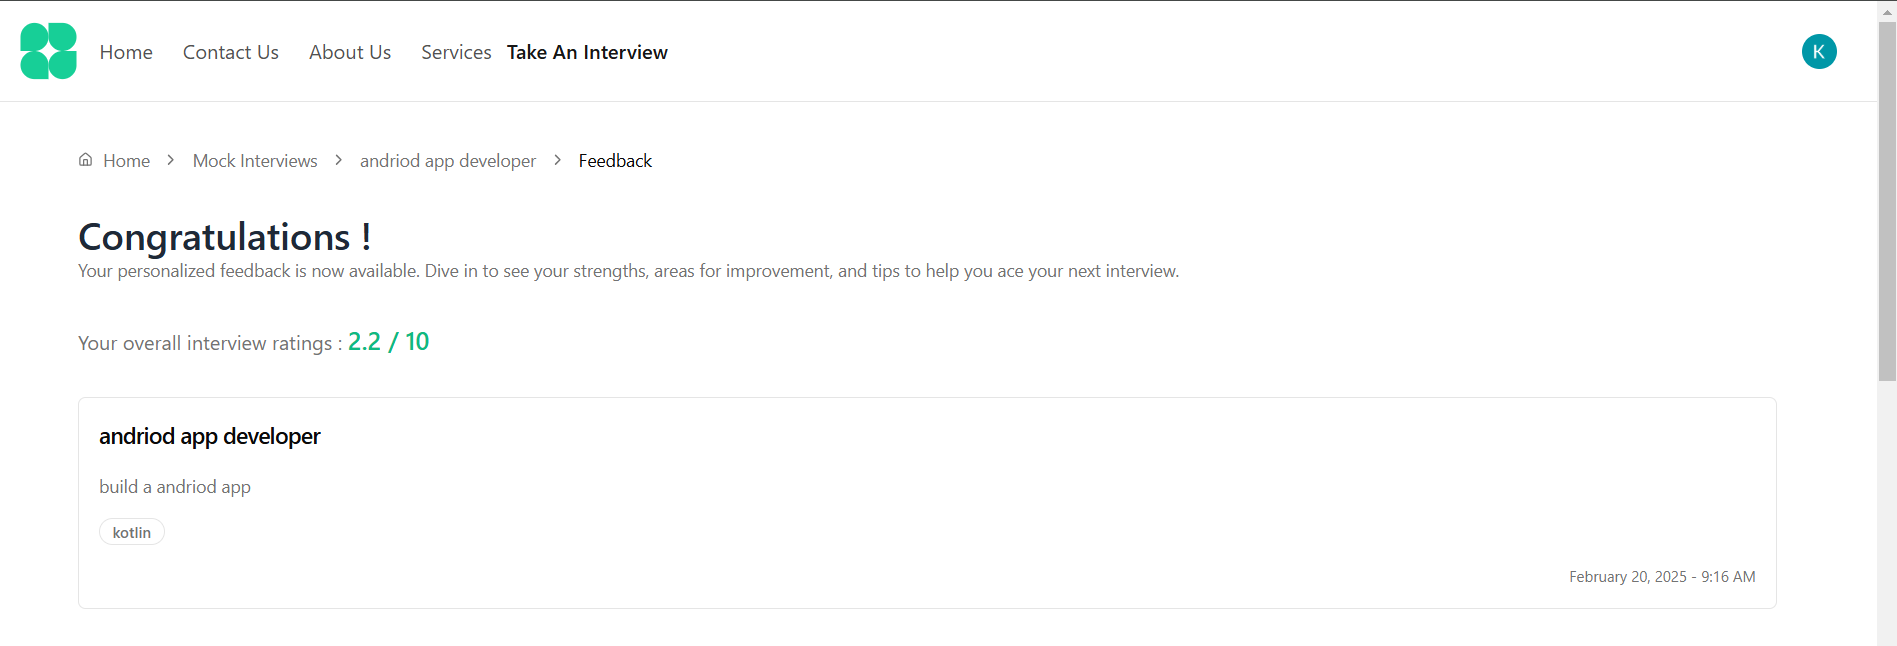 Home Contact Us About Us Services Take An Interview K
Home > Mock Interviews > andriod app developer > Feedback
Congratulations !
Your personalized feedback is now available. Dive in to see your strengths, areas for improvement, and tips to help you ace your next interview.
Your overall interview ratings : 2.2 / 10
andriod app developer
build a andriod app
kotlin
February 20, 2025 - 9:16 AM